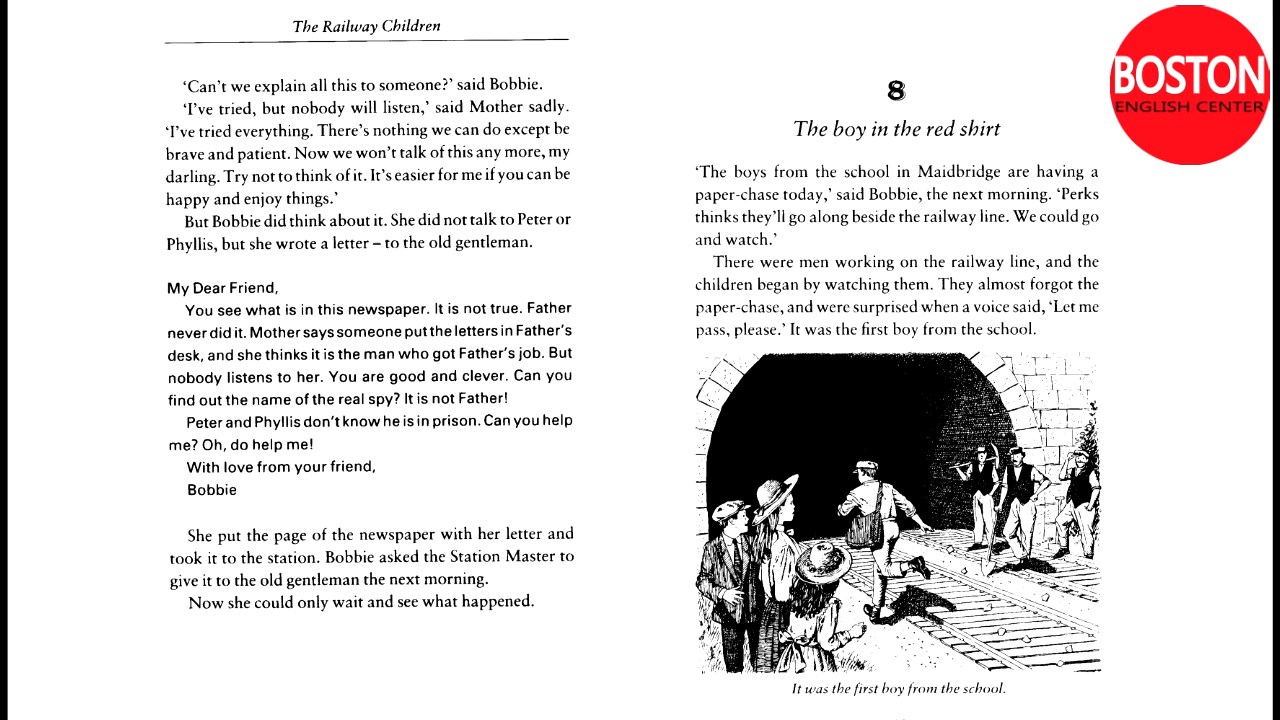 The Railway Children
‘Can’t we explain all this to someone?’ said Bobbie.
‘I’ve tried, but nobody will listen,’ said Mother sadly.
‘I’ve tried everything. There’s nothing we can do except be
brave and patient. Now we won’t talk of this any more, my
darling. Try not to think of it. It’s easier for me if you can be
happy and enjoy things.’
But Bobbie did think about it. She did not talk to Peter or
Phyllis, but she wrote a letter – to the old gentleman.
My Dear Friend,
You see what is in this newspaper. It is not true. Father
never did it. Mother says someone put the letters in Father’s
desk, and she thinks it is the man who got Father’s job. But
nobody listens to her. You are good and clever. Can you
find out the name of the real spy? It is not Father!
Peter and Phyllis don’t know he is in prison. Can you help
me? Oh, do help me!
With love from your friend,
Bobbie
She put the page of the newspaper with her letter and
took it to the station. Bobbie asked the Station Master to
give it to the old gentleman the next morning.
Now she could only wait and see what happened.
8
The boy in the red shirt
‘The boys from the school in Maidbridge are having a
paper-chase today,’ said Bobbie, the next morning. ‘Perks
thinks they’ll go along beside the railway line. We could go
and watch.’
There were men working on the railway line, and the
children began by watching them. They almost forgot the
paper-chase, and were surprised when a voice said, ‘Let me
pass, please.’ It was the first boy from the school.
It was the first boy from the school.
BOSTON
ENGLISH CENTER